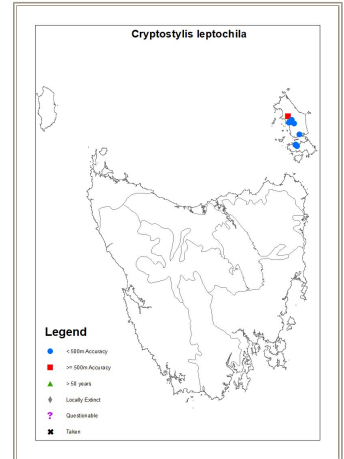 Cryptostylis leptochila
Legend
< 500m Accuracy
>= 500m Accuracy
> 50 years
Locally Extinct
Questionable
Taken